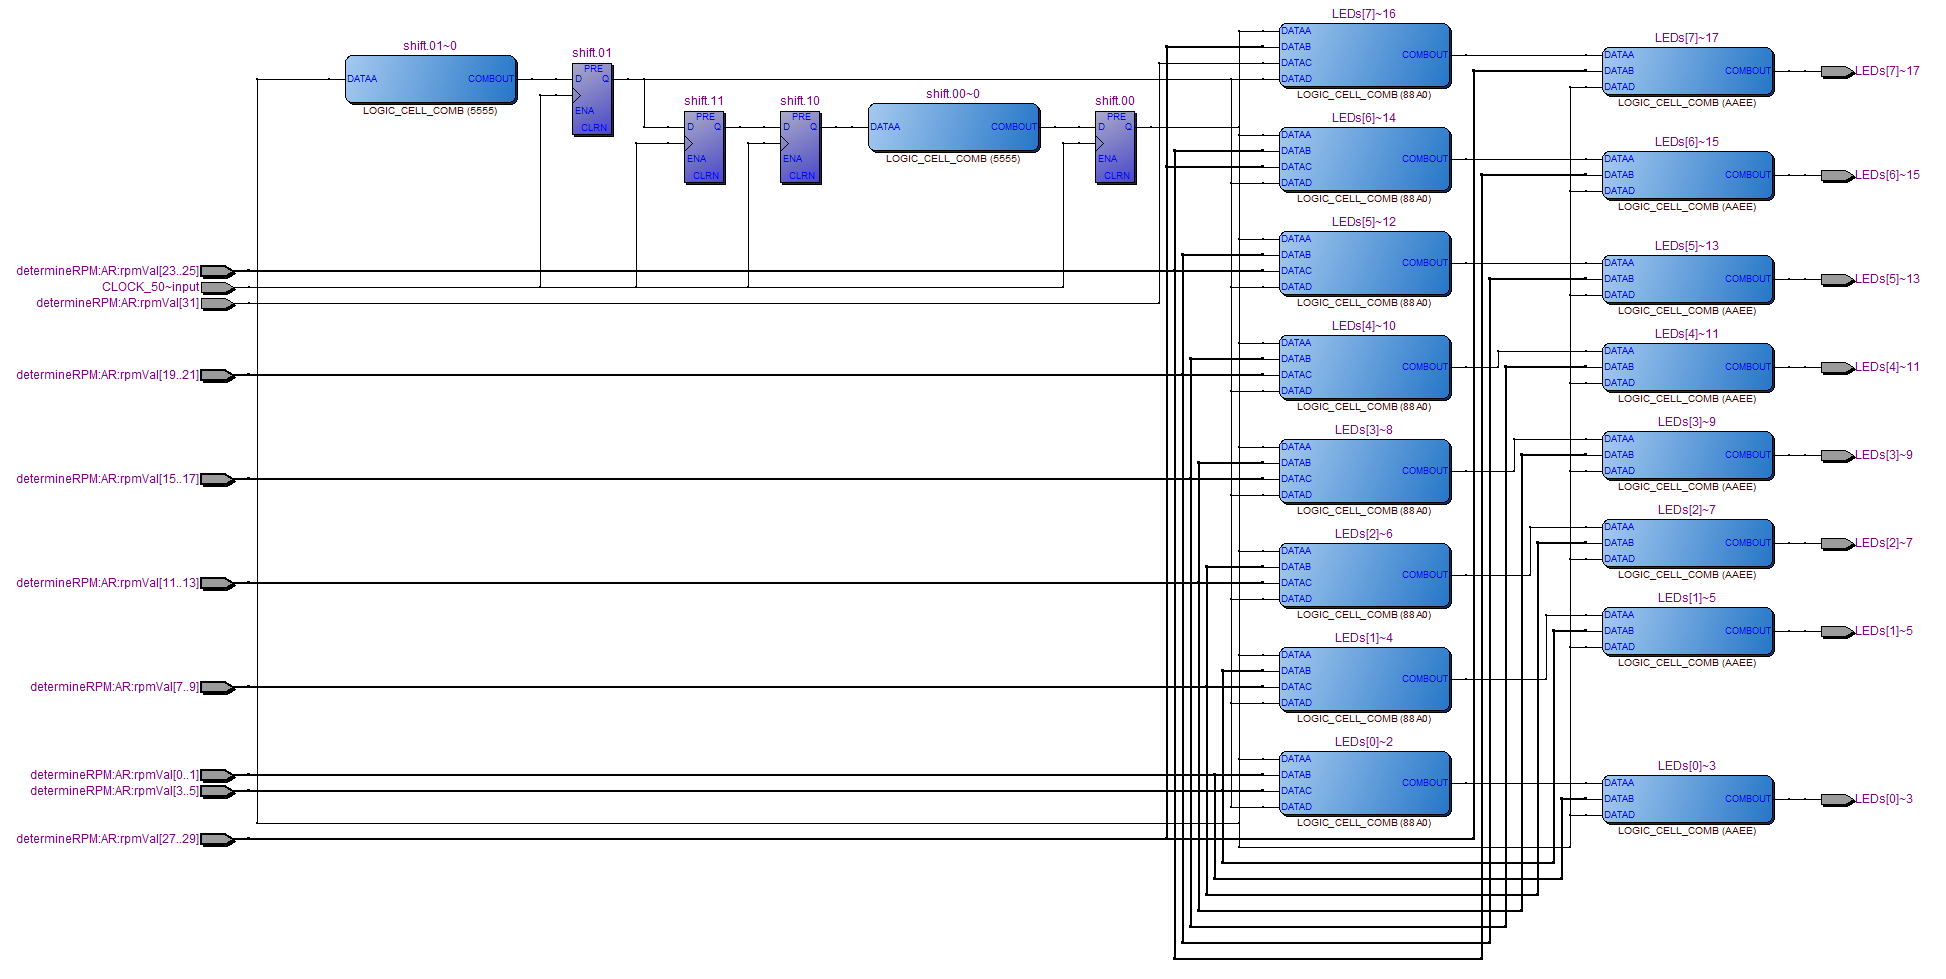 shift.01~0
DATAA COMBOUT
LOGIC_CELL_COMB (5555)
shift.01
PRE
D Q
ENA
CLRN
shift.11
PRE
D Q
ENA
CLRN
shift.10
PRE
D Q
ENA
CLRN
shift.00~0
DATAA COMBOUT
LOGIC_CELL_COMB (5555)
shift.00
PRE
D Q
ENA
CLRN
determineRPM:AR:rpmVal[23..25]
CLOCK_50~input
determineRPM:AR:rpmVal[31]
determineRPM:AR:rpmVal[19..21]
determineRPM:AR:rpmVal[15..17]
determineRPM:AR:rpmVal[11..13]
determineRPM:AR:rpmVal[7..9]
determineRPM:AR:rpmVal[0..1]
determineRPM:AR:rpmVal[3..5]
determineRPM:AR:rpmVal[27..29]
LEDs[7]~16
DATAA
DATAB COMBOUT
DATAC
DATAD
LOGIC_CELL_COMB (88A0)
LEDs[6]~14
DATAA
DATAB COMBOUT
DATAC
DATAD
LOGIC_CELL_COMB (88A0)
LEDs[5]~12
DATAA
DATAB COMBOUT
DATAC
DATAD
LOGIC_CELL_COMB (88A0)
LEDs[4]~10
DATAA
DATAB COMBOUT
DATAC
DATAD
LOGIC_CELL_COMB (88A0)
LEDs[3]~8
DATAA
DATAB COMBOUT
DATAC
DATAD
LOGIC_CELL_COMB (88A0)
LEDs[2]~6
DATAA
DATAB COMBOUT
DATAC
DATAD
LOGIC_CELL_COMB (88A0)
LEDs[1]~4
DATAA
DATAB COMBOUT
DATAC
DATAD
LOGIC_CELL_COMB (88A0)
LEDs[0]~2
DATAA
DATAB COMBOUT
DATAC
DATAD
LOGIC_CELL_COMB (88A0)
LEDs[7]~17
DATAA
DATAB COMBOUT
DATAD
LOGIC_CELL_COMB (AAEE)
LEDs[7]~17
LEDs[6]~15
DATAA
DATAB COMBOUT
DATAD
LOGIC_CELL_COMB (AAEE)
LEDs[6]~15
LEDs[5]~13
DATAA
DATAB COMBOUT
DATAD
LOGIC_CELL_COMB (AAEE)
LEDs[5]~13
LEDs[4]~11
DATAA
DATAB COMBOUT
DATAD
LOGIC_CELL_COMB (AAEE)
LEDs[4]~11
LEDs[3]~9
DATAA
DATAB COMBOUT
DATAD
LOGIC_CELL_COMB (AAEE)
LEDs[3]~9
LEDs[2]~7
DATAA
DATAB COMBOUT
DATAD
LOGIC_CELL_COMB (AAEE)
LEDs[2]~7
LEDs[1]~5
DATAA
DATAB COMBOUT
DATAD
LOGIC_CELL_COMB (AAEE)
LEDs[1]~5
LEDs[0]~3
DATAA
DATAB COMBOUT
DATAD
LOGIC_CELL_COMB (AAEE)
LEDs[0]~3